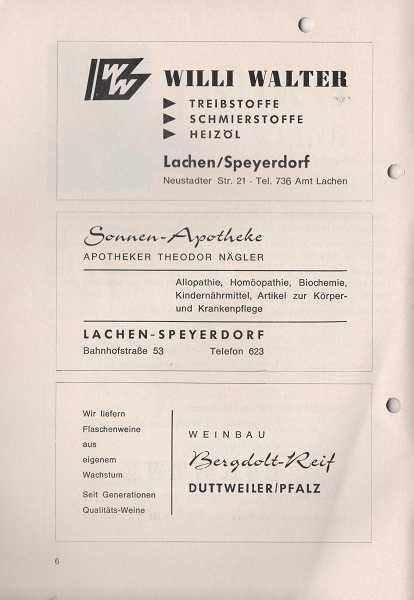 WW
WILLI WALTER
TREIBSTOFFE
SCHMIERSTOFFE
HEIZÖL
Lachen/Speyerdorf
Neustadter Str. 21 - Tel. 736 Amt Lachen
Sonnen-Apotheke
APOTHEKER THEODOR NÄGLER
Allopathie, Homöopathie, Biochemie,
Kindernährmittel, Artikel zur Körper-
und Krankenpflege
LACHEN-SPEYERDORF
Bahnhofstraße 53 Telefon 623
Wir liefern
Flaschenweine
aus
eigenem
Wachstum
Seit Generationen
Qualitäts-Weine
WEINBAU
Bergdolt-Reif
DUTTWEILER/PFALZ
6